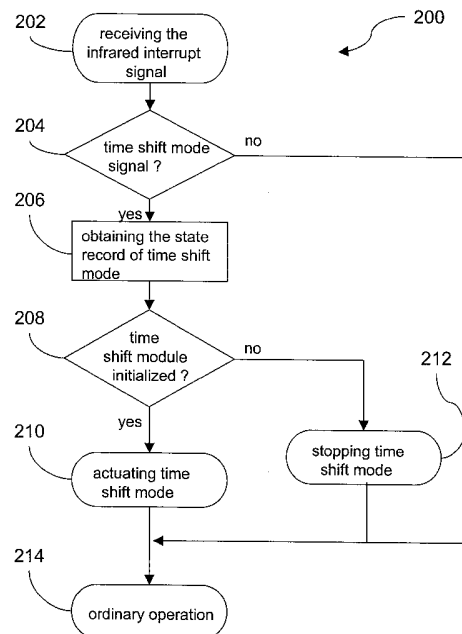 202
receiving the
infrared interrupt
signal
200
204
time shift mode
signal ?
no
yes
206
obtaining the state
record of time shift
mode
208
time
shift module
initialized ?
no
212
yes
210
actuating time
shift mode
stopping time
shift mode
214
ordinary operation